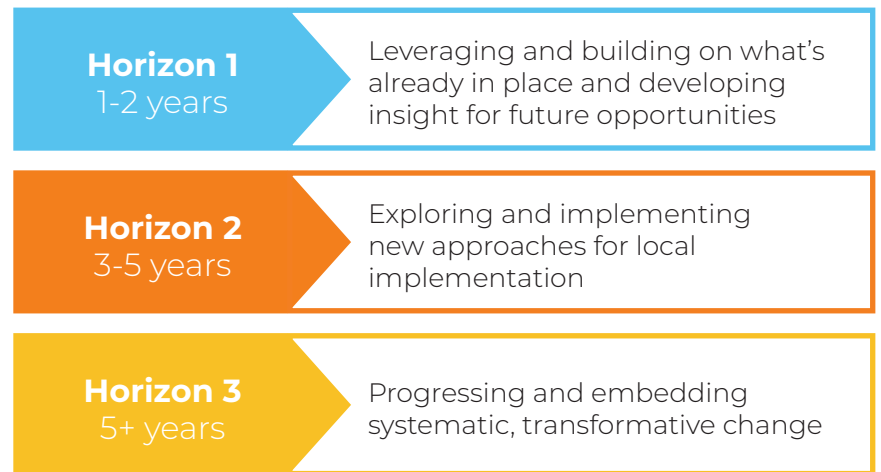 Horizon 1
1-2 years
Leveraging and building on what’s
already in place and developing
insight for future opportunities
Horizon 2
3-5 years
Exploring and implementing
new approaches for local
implementation
Horizon 3
5+ years
Progressing and embedding
systematic, transformative change